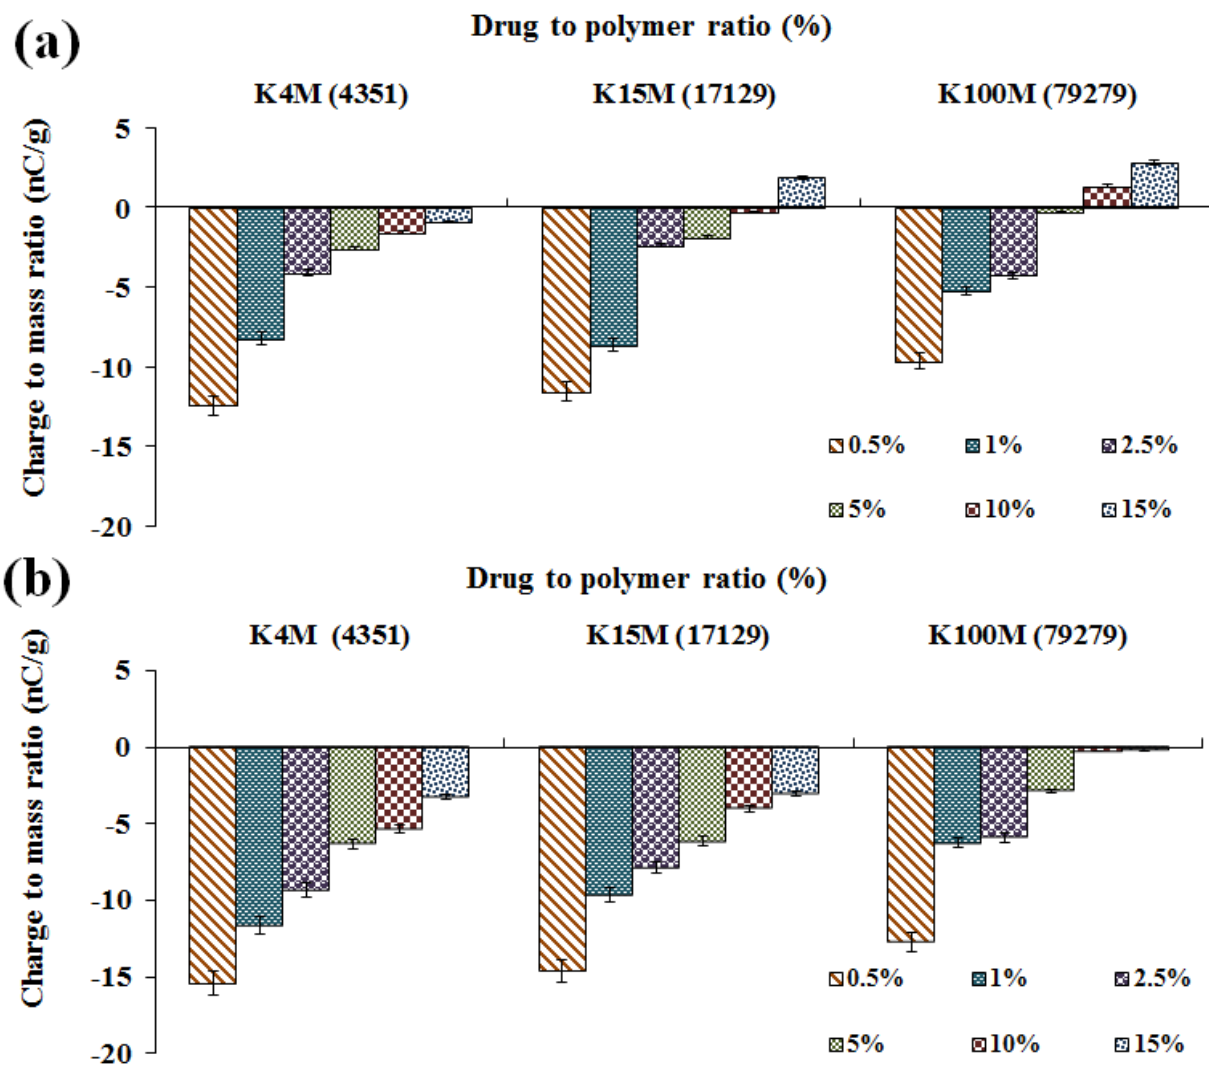 (a)
Drug to polymer ratio (%)
K4M (4351) K15M (17129) K100M (79279)
Charge to mass ratio (nC/g)
5
0
-5
-10
-15
-20
0.5% 1% 2.5%
5% 10% 15%
(b)
Drug to polymer ratio (%)
K4M (4351) K15M (17129) K100M (79279)
Charge to mass ratio (nC/g)
5
0
-5
-10
-15
-20
0.5% 1% 2.5%
5% 10% 15%